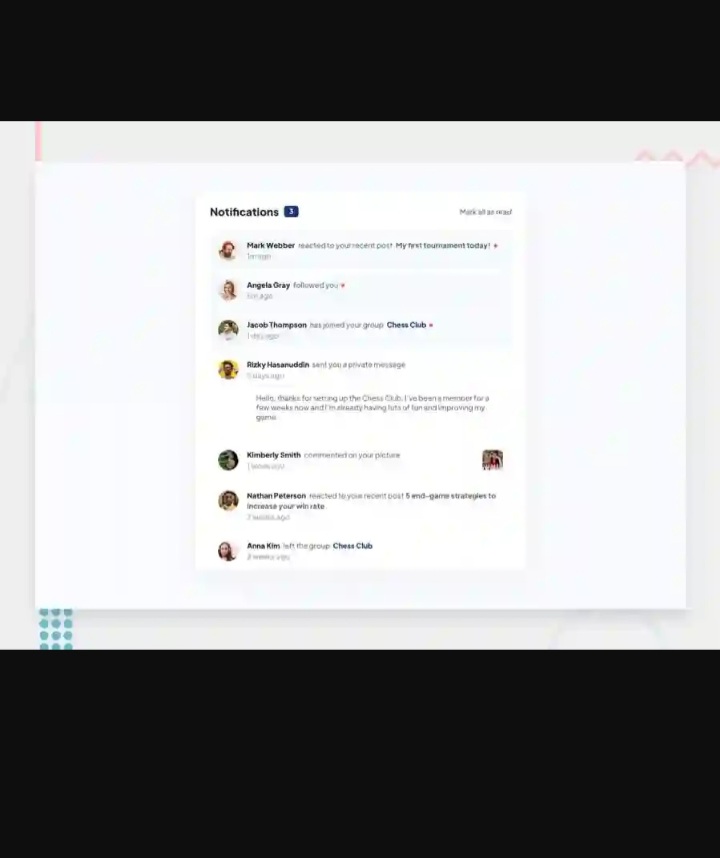 Notifications 3
Mark all as read
Mark Webber reacted to your recent post My first tournament today!
1m ago
Angela Gray followed you
ago
Jacob Thompson has joined your group Chess Club
1 day ago
Rizky Hasanuddin sent you a private message
5 days ago
Hello, thanks for setting up the Chess Club. I've been a member for a
few weeks now and I'm already having lots of fun and improving my
game.
Kimberly Smith commented on your picture
1 week ago
Nathan Peterson reacted to your recent post 5 end-game strategies to
increase your win rate
2 weeks ago
Anna Kim left the group Chess Club
2 weeks ago